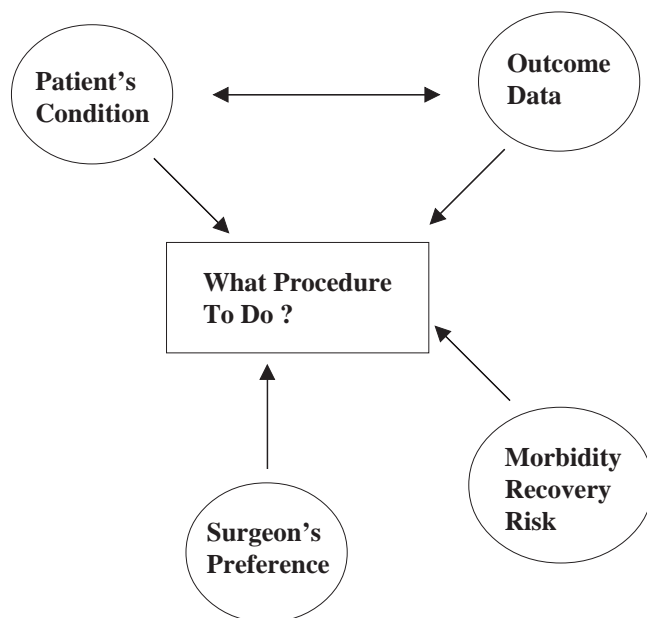 Patient's
Condition
Outcome
Data
What Procedure
To Do ?
Morbidity
Recovery
Risk
Surgeon's
Preference